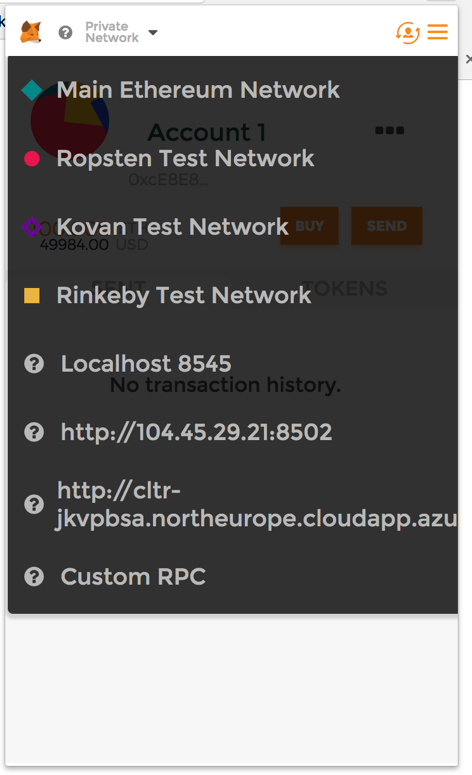 Private
Network
Main Ethereum Network
Account 1
Ropsten Test Network
0xcE8E8...
Kovan Test Network
BUY
SEND
49984.00 USD
Rinkeby Test Network
SENT
TOKENS
Localhost 8545
No transaction history.
http://104.45.29.21:8502
http://cltr-
jkvpbsa.northeurope.cloudapp.azu
Custom RPC